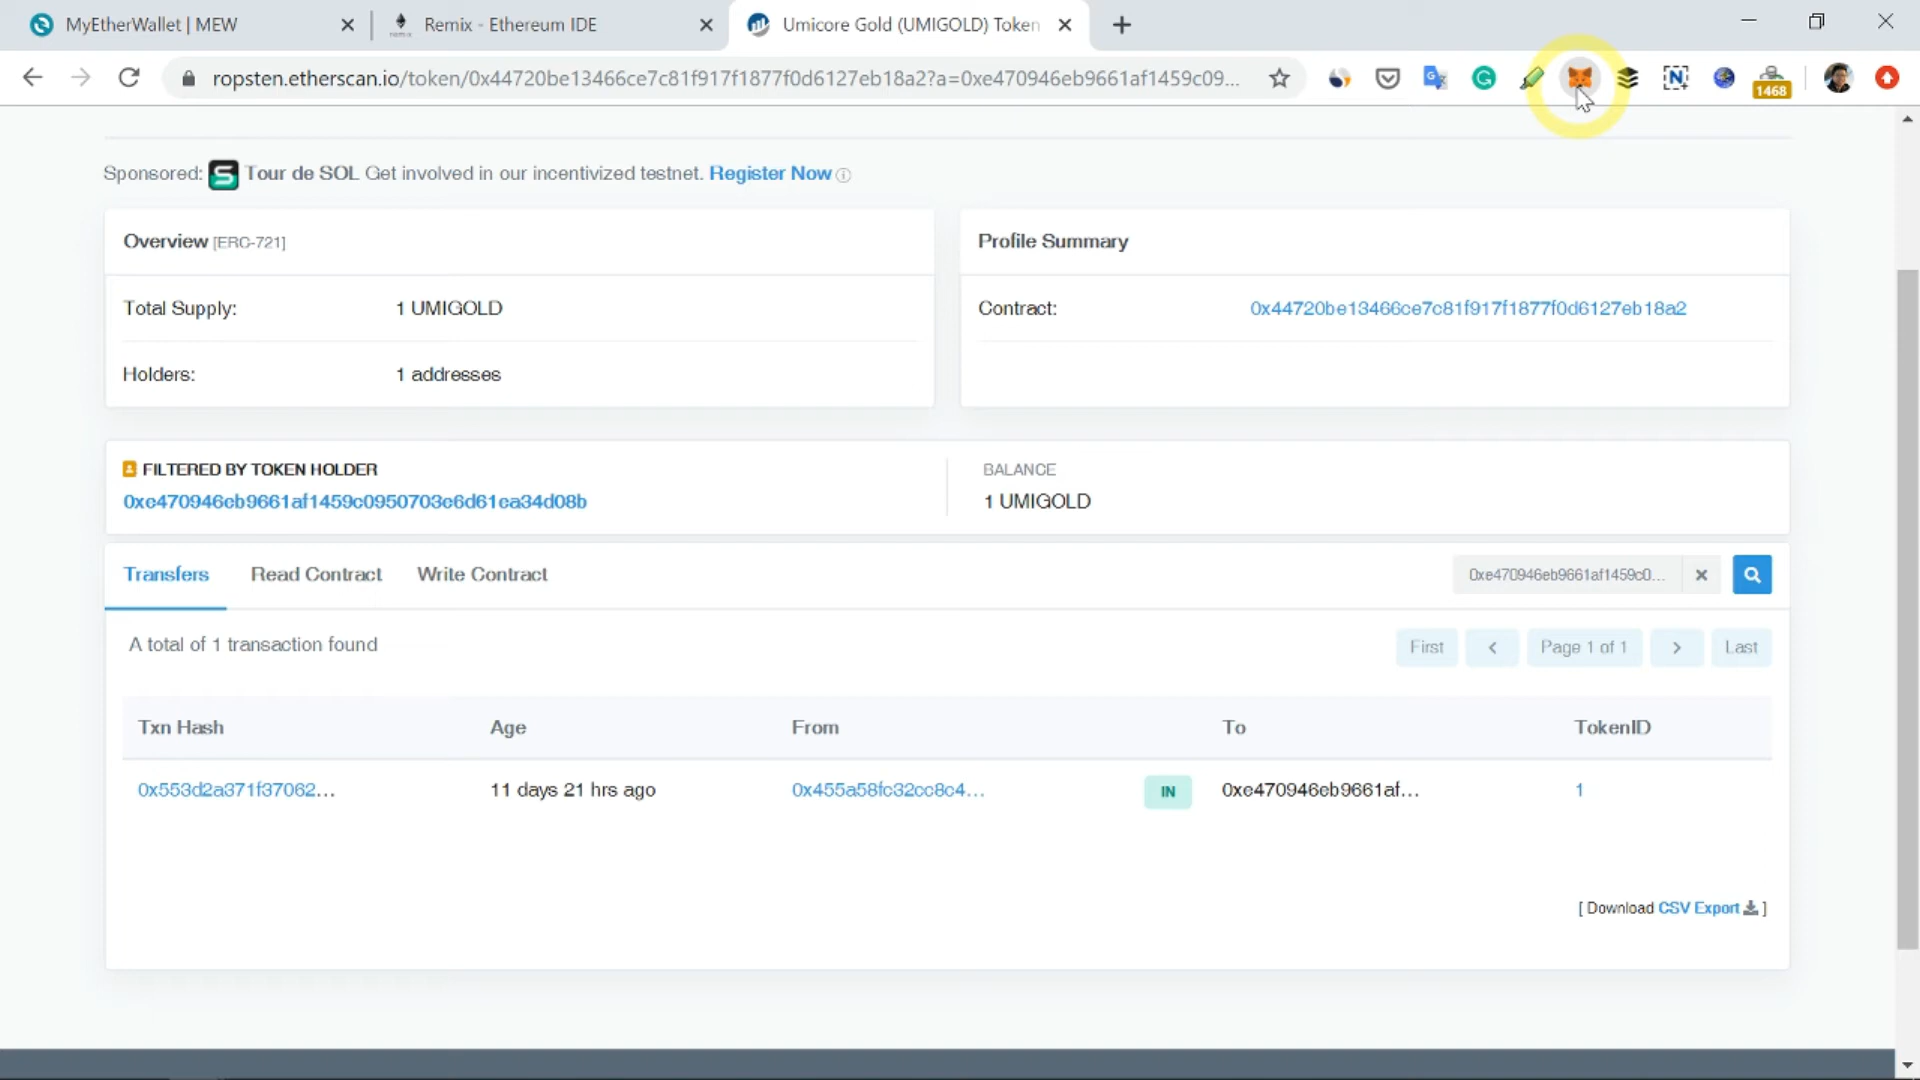 MyEtherWallet | MEW
Remix - Ethereum IDE
Umicore Gold (UMIGOLD) Token
ropsten.etherscan.io/token/0x44720be13466ce7c81f917f1877f0d6127eb18a2?a=0xe470946eb9661af1459c09...
1468
Sponsored: Tour de SOL Get involved in our incentivized testnet. Register Now
Overview [ERC-721]
Total Supply: 1 UMIGOLD
Holders: 1 addresses
Profile Summary
Contract: 0x44720be13466ce7c81f917f1877f0d6127eb18a2
FILTERED BY TOKEN HOLDER
0xe470946eb9661af1459c0950703e6d61ea34d08b
BALANCE
1 UMIGOLD
Transfers Read Contract Write Contract
0xe470946eb9661af1459c0...
A total of 1 transaction found
First Page 1 of 1 Last
Txn Hash Age From To TokenID
0x553d2a371f37062... 11 days 21 hrs ago 0x455a58fc32cc8c4... IN 0xe470946eb9661af... 1
[ Download CSV Export ]